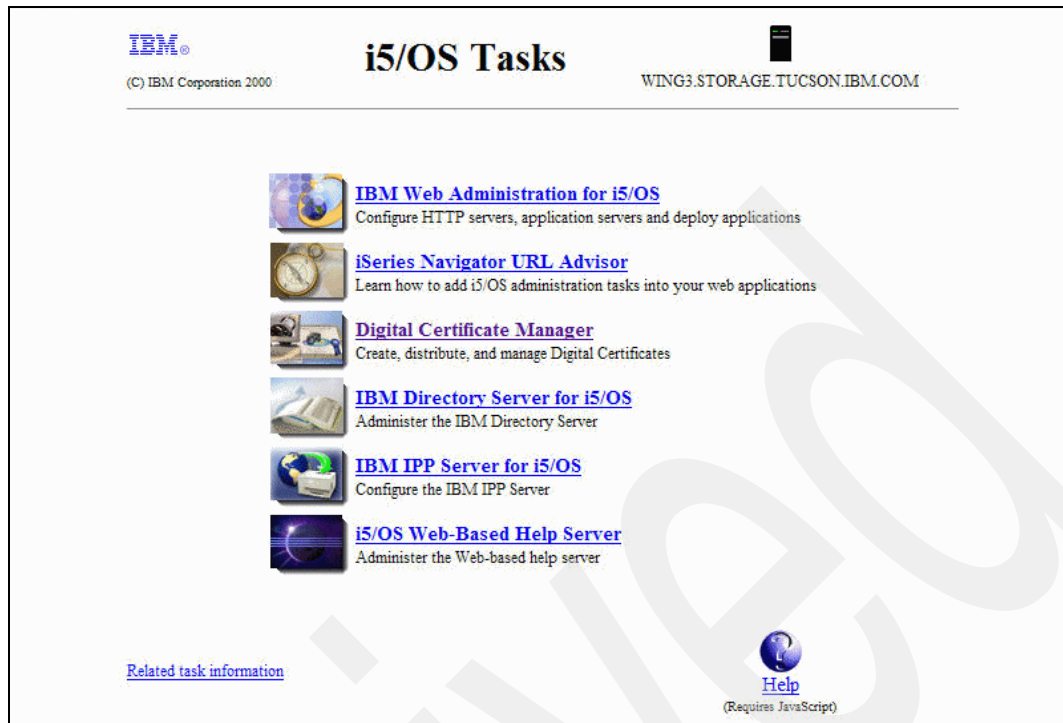 IBM®
i5/OS Tasks
(C) IBM Corporation 2000
WING3.STORAGE.TUCSON.IBM.COM
IBM Web Administration for i5/OS
Configure HTTP servers, application servers and deploy applications
iSeries Navigator URL Advisor
Learn how to add i5/OS administration tasks into your web applications
Digital Certificate Manager
Create, distribute, and manage Digital Certificates
IBM Directory Server for i5/OS
Administer the IBM Directory Server
IBM IPP Server for i5/OS
Configure the IBM IPP Server
i5/OS Web-Based Help Server
Administer the Web-based help server
Related task information
Help
(Requires JavaScript)
ived